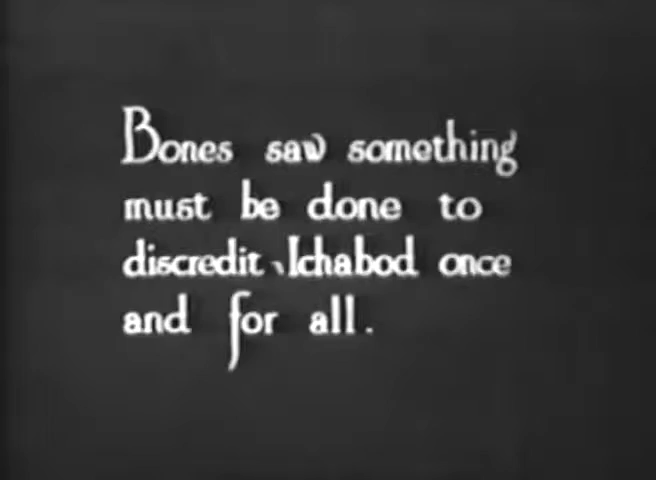 Bones saw something
must be done to
discredit Ichabod once
and for all.